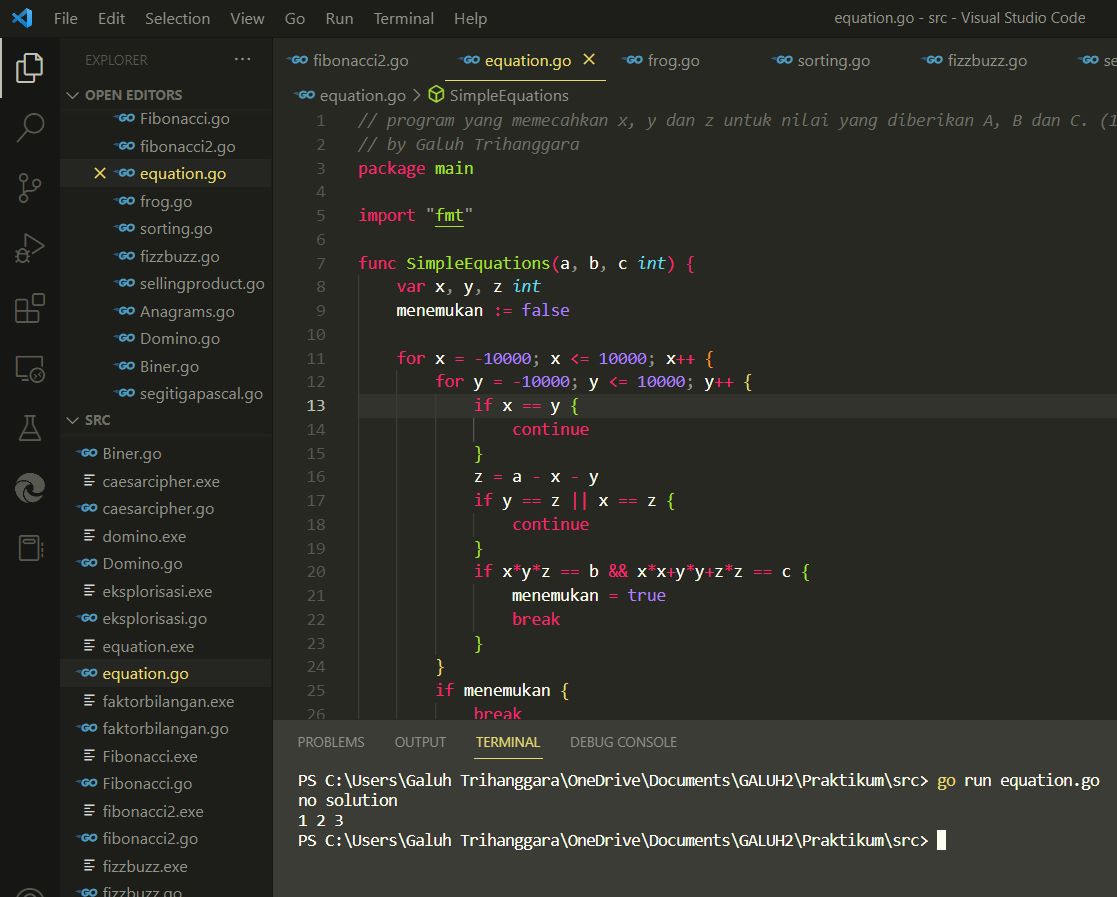 File Edit Selection View Go Run Terminal Help equation.go - src - Visual Studio Code
EXPLORER ...
OPEN EDITORS
GO Fibonacci.go
GO fibonacci2.go
GO equation.go
GO frog.go
GO sorting.go
GO fizzbuzz.go
GO sellingproduct.go
GO Anagrams.go
GO Domino.go
GO Biner.go
GO segitigapascal.go
SRC
GO Biner.go
caesarcipher.exe
GO caesarcipher.go
domino.exe
GO Domino.go
eksplorisasi.exe
GO eksplorisasi.go
equation.exe
GO equation.go
faktorbilangan.exe
GO faktorbilangan.go
Fibonacci.exe
GO Fibonacci.go
fibonacci2.exe
GO fibonacci2.go
fizzbuzz.exe
GO fizzbuzz.go
GO fibonacci2.go GO equation.go GO frog.go GO sorting.go GO fizzbuzz.go GO se
GO equation.go > SimpleEquations
1 // program yang memecahkan x, y dan z untuk nilai yang diberikan A, B dan C. (1
2 // by Galuh Trihanggara
3 package main
4
5 import "fmt"
6
7 func SimpleEquations(a, b, c int) {
8 var x, y, z int
9 menemukan := false
10
11 for x = -10000; x <= 10000; x++ {
12 for y = -10000; y <= 10000; y++ {
13 if x == y {
14 continue
15 }
16 z = a - x - y
17 if y == z || x == z {
18 continue
19 }
20 if x*y*z == b && x*x+y*y+z*z == c {
21 menemukan = true
22 break
23 }
24 }
25 if menemukan {
26 break
PROBLEMS OUTPUT TERMINAL DEBUG CONSOLE
PS C:\Users\Galuh Trihanggara\OneDrive\Documents\GALUH2\Praktikum\src> go run equation.go
no solution
1 2 3
PS C:\Users\Galuh Trihanggara\OneDrive\Documents\GALUH2\Praktikum\src>